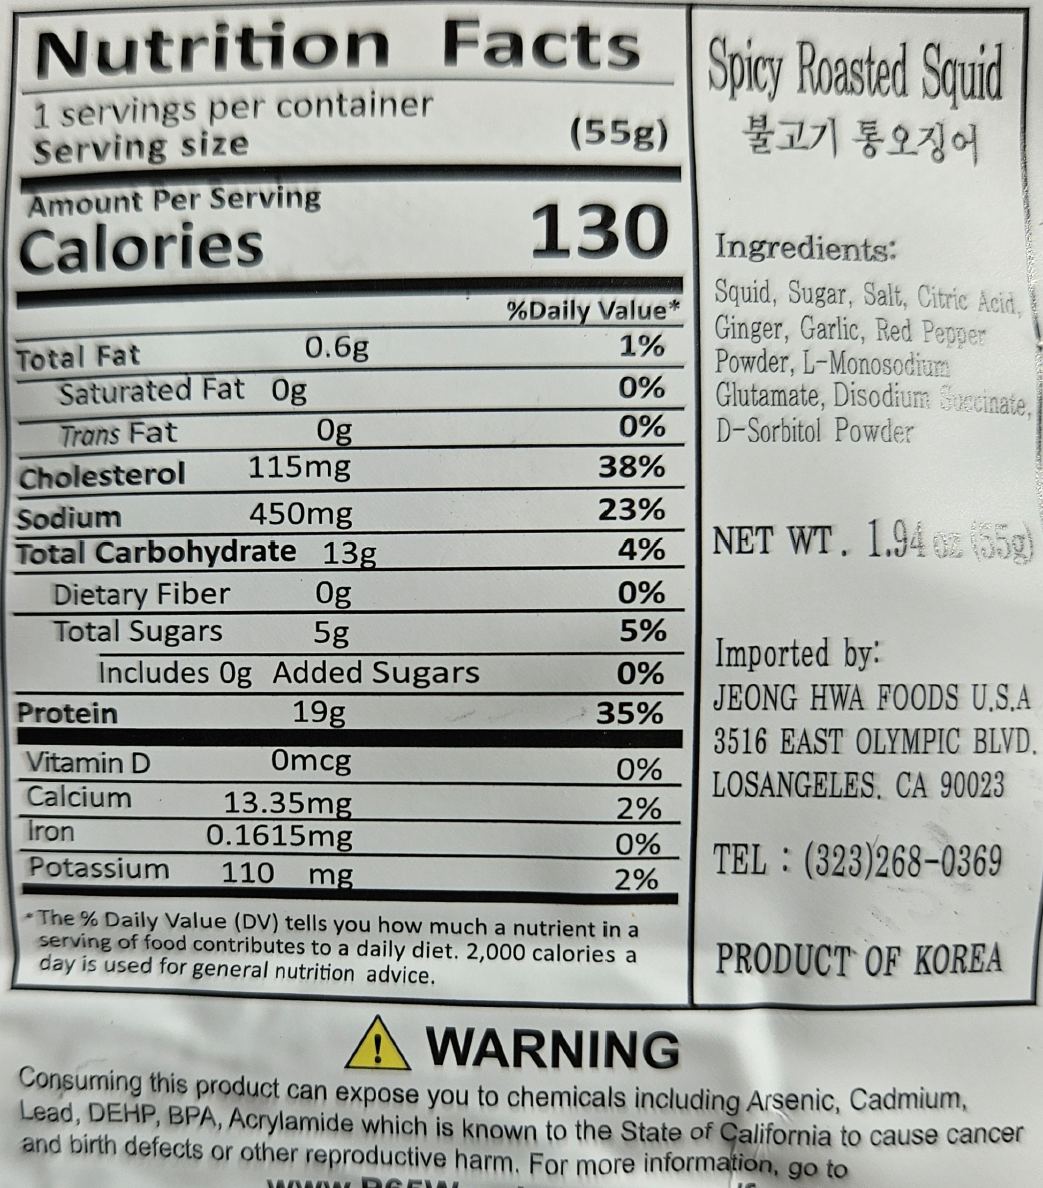 Nutrition Facts
1 servings per container
Serving size (55g)
Amount Per Serving
Calories 130
%Daily Value*
Total Fat 0.6g 1%
Saturated Fat 0g 0%
Trans Fat 0g 0%
Cholesterol 115mg 38%
Sodium 450mg 23%
Total Carbohydrate 13g 4%
Dietary Fiber 0g 0%
Total Sugars 5g 5%
Includes 0g Added Sugars 0%
Protein 19g 35%
Vitamin D 0mcg 0%
Calcium 13.35mg 2%
Iron 0.1615mg 0%
Potassium 110 mg 2%
*The % Daily Value (DV) tells you how much a nutrient in a
serving of food contributes to a daily diet. 2,000 calories a
day is used for general nutrition advice.
Spicy Roasted Squid
불고기 통오징어
Ingredients:
Squid, Sugar, Salt, Citric Acid,
Ginger, Garlic, Red Pepper
Powder, L-Monosodium
Glutamate, Disodium Succinate,
D-Sorbitol Powder
NET WT. 1.94 oz (55g)
Imported by:
JEONG HWA FOODS U.S.A
3516 EAST OLYMPIC BLVD.
LOSANGELES. CA 90023
TEL : (323)268-0369
PRODUCT OF KOREA
WARNING
Consuming this product can expose you to chemicals including Arsenic, Cadmium,
Lead, DEHP, BPA, Acrylamide which is known to the State of California to cause cancer
and birth defects or other reproductive harm. For more information, go to